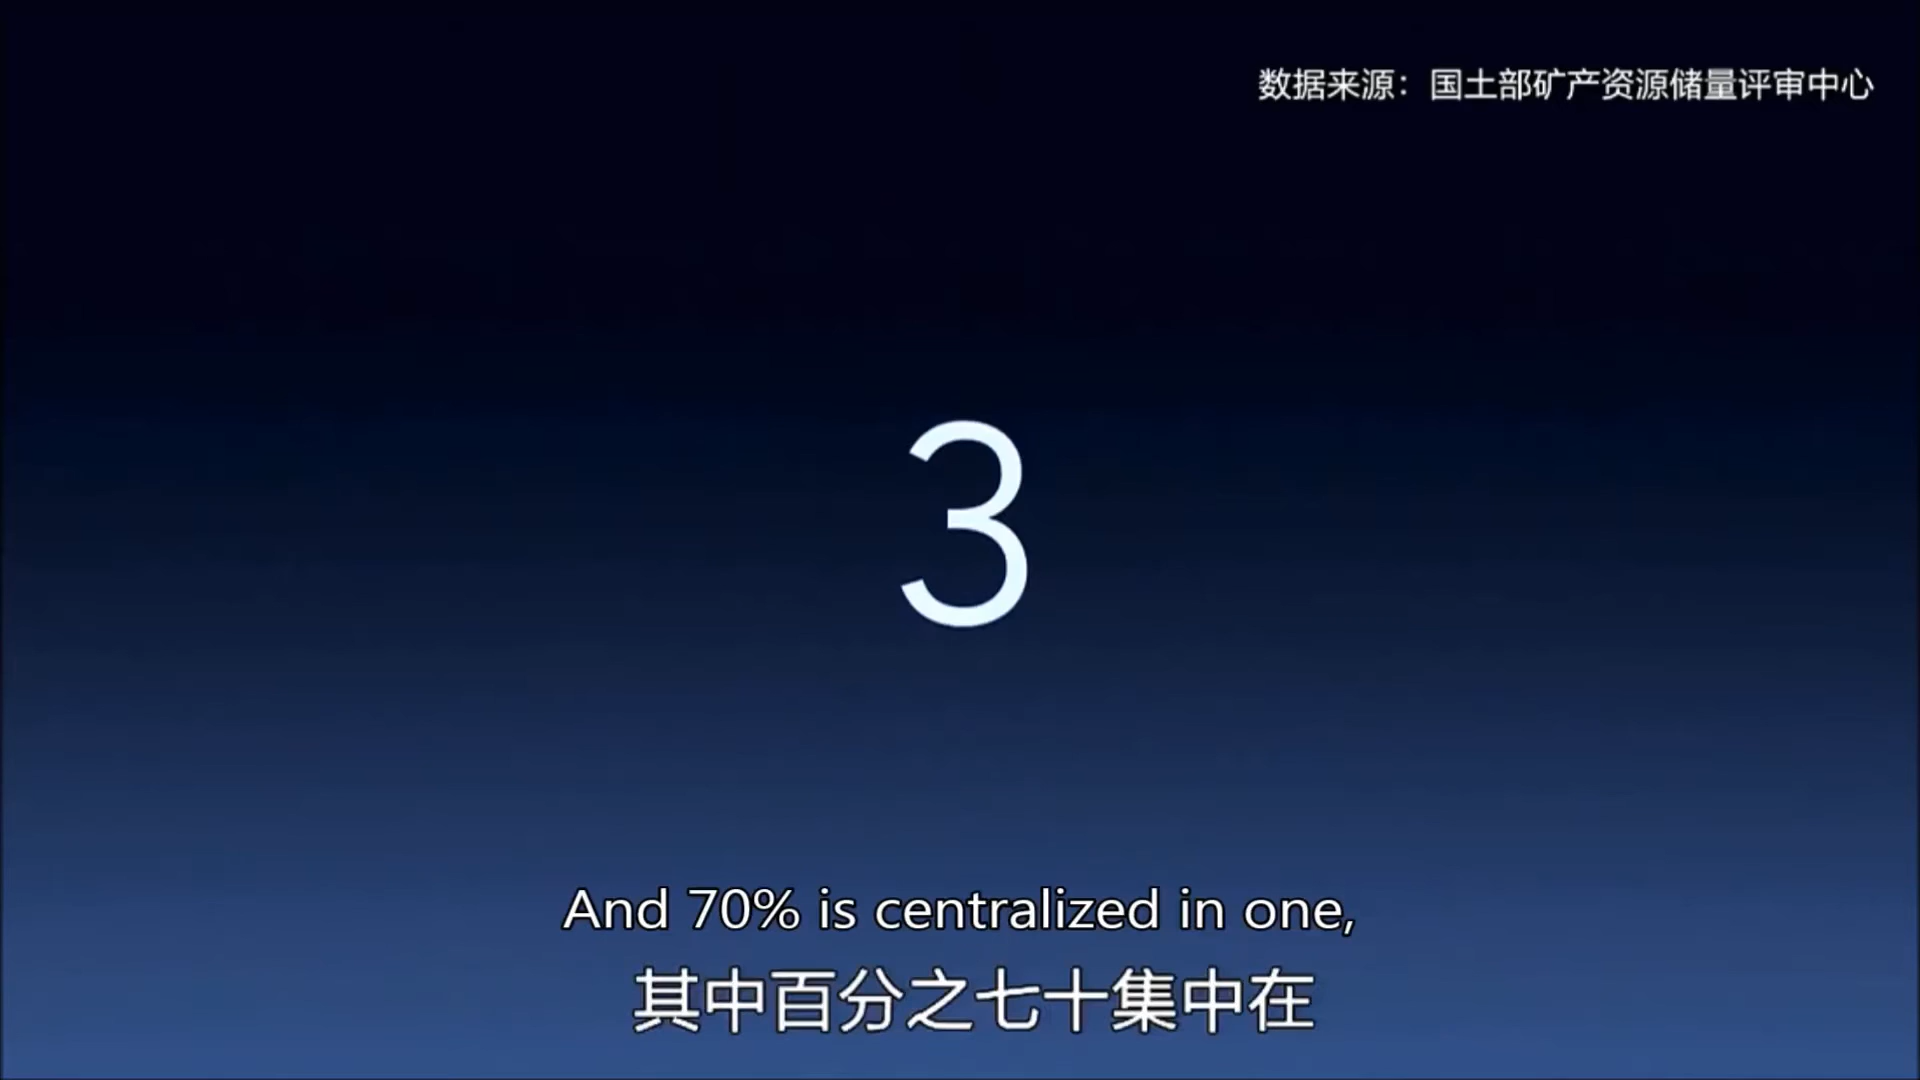 数据来源：国土部矿产资源储量评审中心
3
And 70% is centralized in one,
其中百分之七十集中在